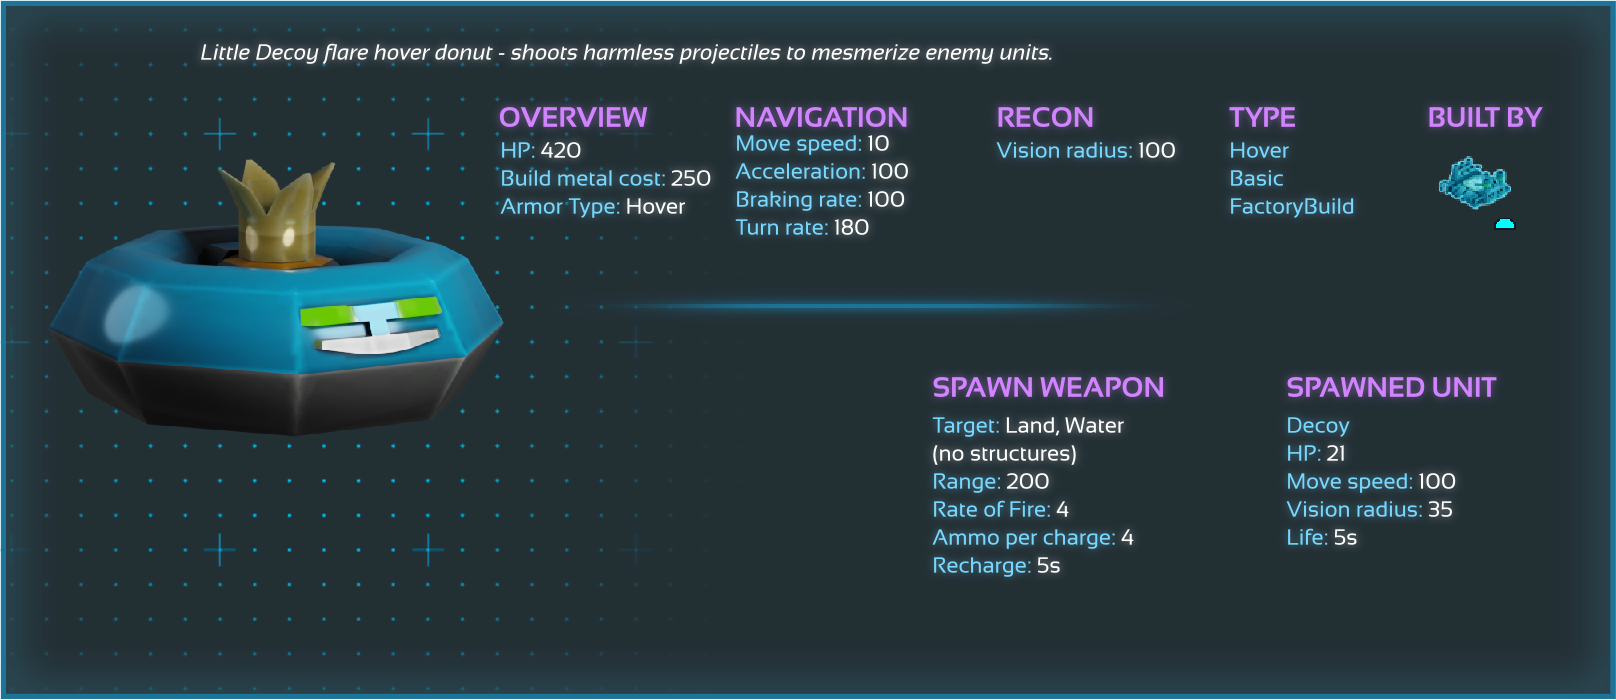 Little Decoy flare hover donut - shoots harmless projectiles to mesmerize enemy units.
OVERVIEW
HP: 420
Build metal cost: 250
Armor Type: Hover
NAVIGATION
Move speed: 10
Acceleration: 100
Braking rate: 100
Turn rate: 180
RECON
Vision radius: 100
TYPE
Hover
Basic
FactoryBuild
BUILT BY
SPAWN WEAPON
Target: Land, Water
(no structures)
Range: 200
Rate of Fire: 4
Ammo per charge: 4
Recharge: 5s
SPAWNED UNIT
Decoy
HP: 21
Move speed: 100
Vision radius: 35
Life: 5s